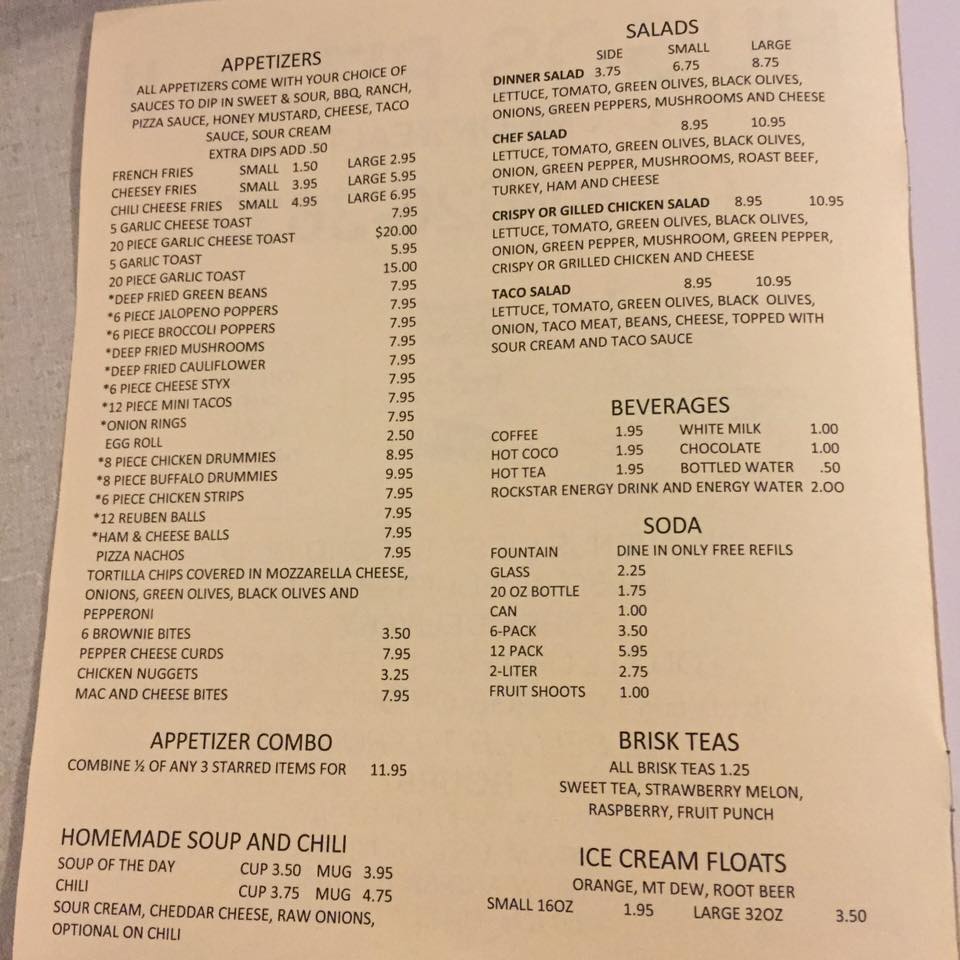 APPETIZERS
ALL APPETIZERS COME WITH YOUR CHOICE OF
SAUCES TO DIP IN SWEET & SOUR, BBQ, RANCH,
PIZZA SAUCE, HONEY MUSTARD, CHEESE, TACO
SAUCE, SOUR CREAM
EXTRA DIPS ADD .50
FRENCH FRIES SMALL 1.50 LARGE 2.95
CHEESEY FRIES SMALL 3.95 LARGE 5.95
CHILI CHEESE FRIES SMALL 4.95 LARGE 6.95
5 GARLIC CHEESE TOAST 7.95
20 PIECE GARLIC CHEESE TOAST $20.00
5 GARLIC TOAST 5.95
20 PIECE GARLIC TOAST 15.00
*DEEP FRIED GREEN BEANS 7.95
*6 PIECE JALOPENO POPPERS 7.95
*6 PIECE BROCCOLI POPPERS 7.95
*DEEP FRIED MUSHROOMS 7.95
*DEEP FRIED CAULIFLOWER 7.95
*6 PIECE CHEESE STYX 7.95
*12 PIECE MINI TACOS 7.95
*ONION RINGS 7.95
EGG ROLL 2.50
*8 PIECE CHICKEN DRUMMIES 8.95
*8 PIECE BUFFALO DRUMMIES 9.95
*6 PIECE CHICKEN STRIPS 7.95
*12 REUBEN BALLS 7.95
*HAM & CHEESE BALLS 7.95
PIZZA NACHOS 7.95
TORTILLA CHIPS COVERED IN MOZZARELLA CHEESE,
ONIONS, GREEN OLIVES, BLACK OLIVES AND
PEPPERONI
6 BROWNIE BITES 3.50
PEPPER CHEESE CURDS 7.95
CHICKEN NUGGETS 3.25
MAC AND CHEESE BITES 7.95
APPETIZER COMBO
COMBINE ½ OF ANY 3 STARRED ITEMS FOR 11.95
HOMEMADE SOUP AND CHILI
SOUP OF THE DAY CUP 3.50 MUG 3.95
CHILI CUP 3.75 MUG 4.75
SOUR CREAM, CHEDDAR CHEESE, RAW ONIONS,
OPTIONAL ON CHILI
SALADS
SIDE SMALL LARGE
DINNER SALAD 3.75 6.75 8.75
LETTUCE, TOMATO, GREEN OLIVES, BLACK OLIVES,
ONIONS, GREEN PEPPERS, MUSHROOMS AND CHEESE
CHEF SALAD 8.95 10.95
LETTUCE, TOMATO, GREEN OLIVES, BLACK OLIVES,
ONION, GREEN PEPPER, MUSHROOMS, ROAST BEEF,
TURKEY, HAM AND CHEESE
CRISPY OR GILLED CHICKEN SALAD 8.95 10.95
LETTUCE, TOMATO, GREEN OLIVES, BLACK OLIVES,
ONION, GREEN PEPPER, MUSHROOM, GREEN PEPPER,
CRISPY OR GRILLED CHICKEN AND CHEESE
TACO SALAD 8.95 10.95
LETTUCE, TOMATO, GREEN OLIVES, BLACK OLIVES,
ONION, TACO MEAT, BEANS, CHEESE, TOPPED WITH
SOUR CREAM AND TACO SAUCE
BEVERAGES
COFFEE 1.95 WHITE MILK 1.00
HOT COCO 1.95 CHOCOLATE 1.00
HOT TEA 1.95 BOTTLED WATER .50
ROCKSTAR ENERGY DRINK AND ENERGY WATER 2.OO
SODA
FOUNTAIN DINE IN ONLY FREE REFILS
GLASS 2.25
20 OZ BOTTLE 1.75
CAN 1.00
6-PACK 3.50
12 PACK 5.95
2-LITER 2.75
FRUIT SHOOTS 1.00
BRISK TEAS
ALL BRISK TEAS 1.25
SWEET TEA, STRAWBERRY MELON,
RASPBERRY, FRUIT PUNCH
ICE CREAM FLOATS
ORANGE, MT DEW, ROOT BEER
SMALL 16OZ 1.95 LARGE 32OZ 3.50